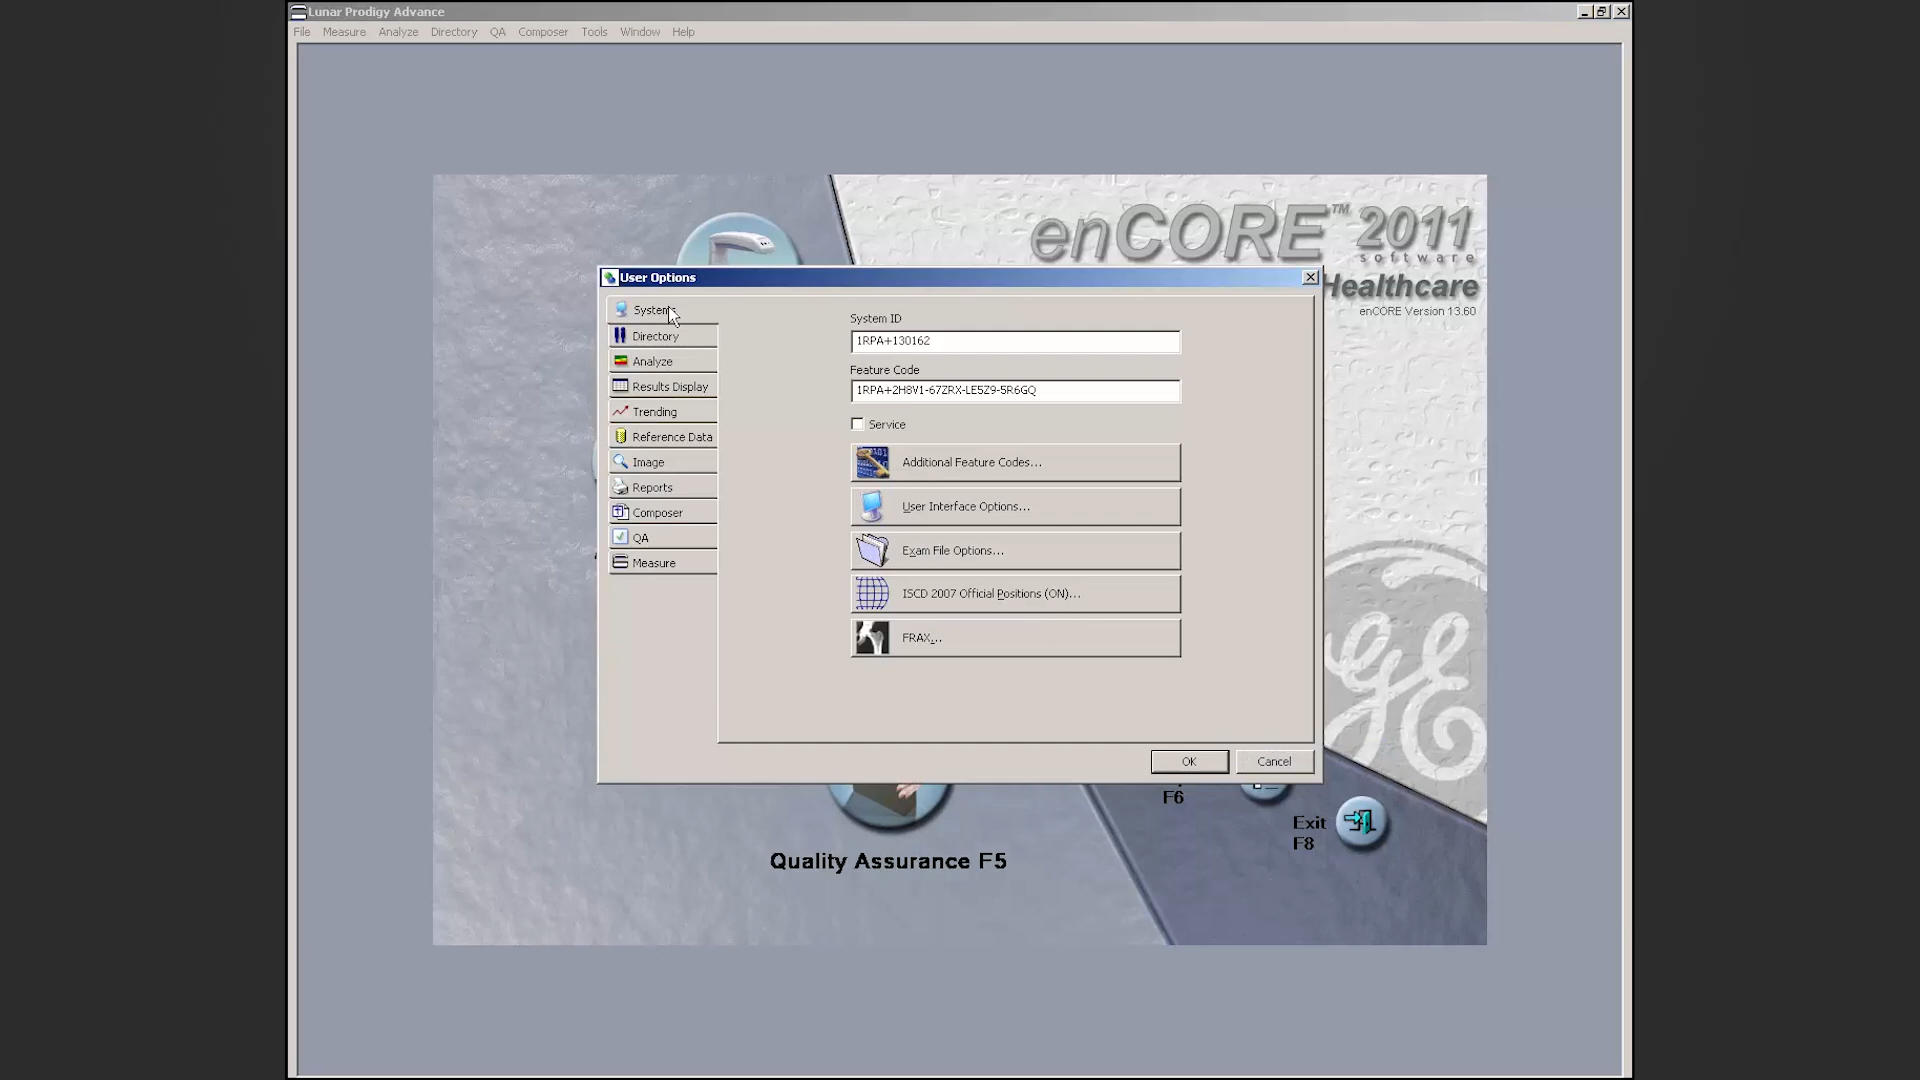 Lunar Prodigy Advance
File Measure Analyze Directory QA Composer Tools Window Help
enCORE™ 2011
software
Healthcare
enCORE Version 13.60
User Options
Systems
Directory
Analyze
Results Display
Trending
Reference Data
Image
Reports
Composer
QA
Measure
System ID
1RPA+130162
Feature Code
1RPA+2H8V1-67ZRX-LE5Z9-5R6GQ
Service
Additional Feature Codes...
User Interface Options...
Exam File Options...
ISCD 2007 Official Positions (ON)...
FRAX...
OK Cancel
F6
Exit
F8
Quality Assurance F5
GE